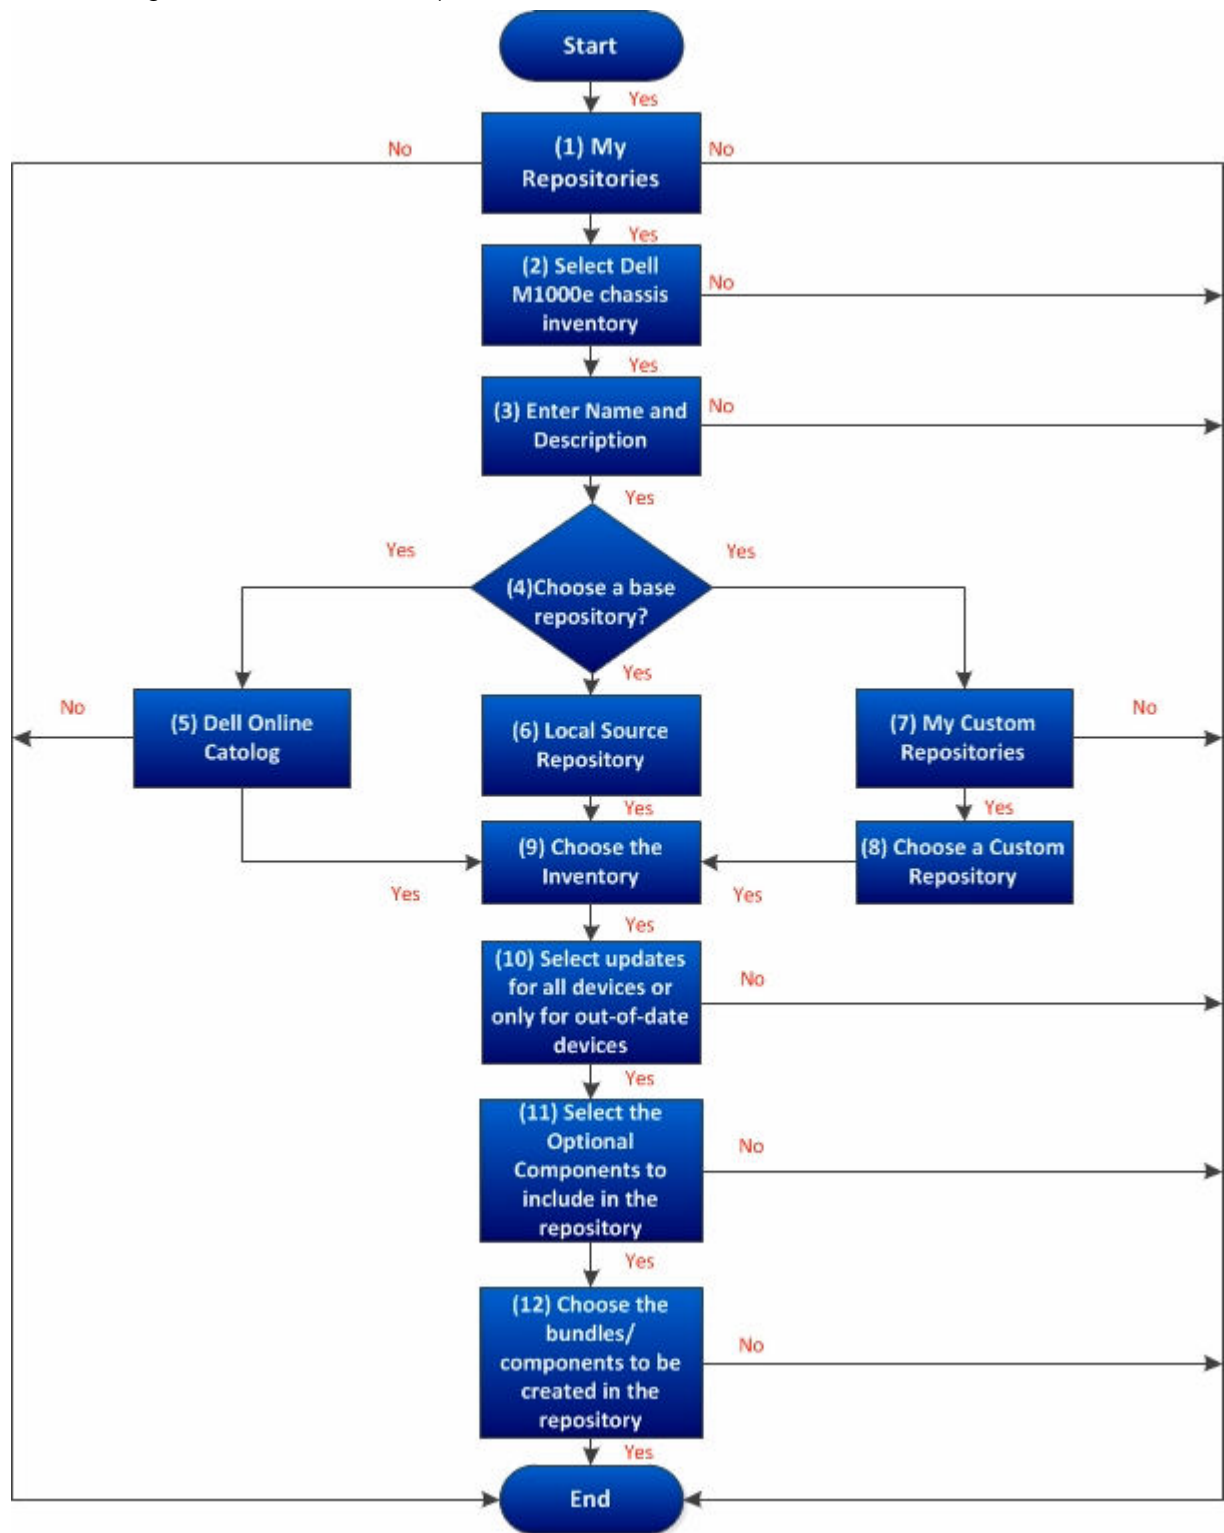 Start
Yes
(1) My
Repositories
No
No
Yes
(2) Select Dell
M1000e chassis
inventory
No
Yes
(3) Enter Name and
Description
No
Yes
Yes
Yes
(4)Choose a base
repository?
Yes
No
(5) Dell Online
Catolog
(6) Local Source
Repository
(7) My Custom
Repositories
No
Yes
Yes
(9) Choose the
Inventory
(8) Choose a Custom
Repository
Yes
Yes
Yes
(10) Select updates
for all devices or
only for out-of-date
devices
No
Yes
(11) Select the
Optional
Components to
include in the
repository
No
Yes
(12) Choose the
bundles/
components to be
created in the
repository
No
Yes
End